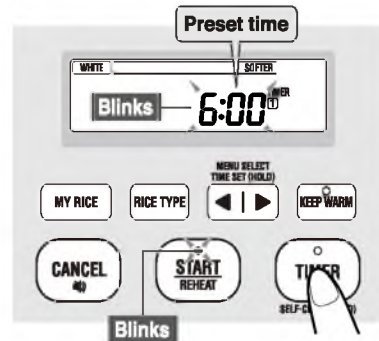 Preset time
WHITE
SOFTER
Blinks
6:00
1
MENU SELECT
TIME SET (HOLD)
MY RICE
RICE TYPE
KEEP WARM
CANCEL
START
REHEAT
TIMER
Blinks